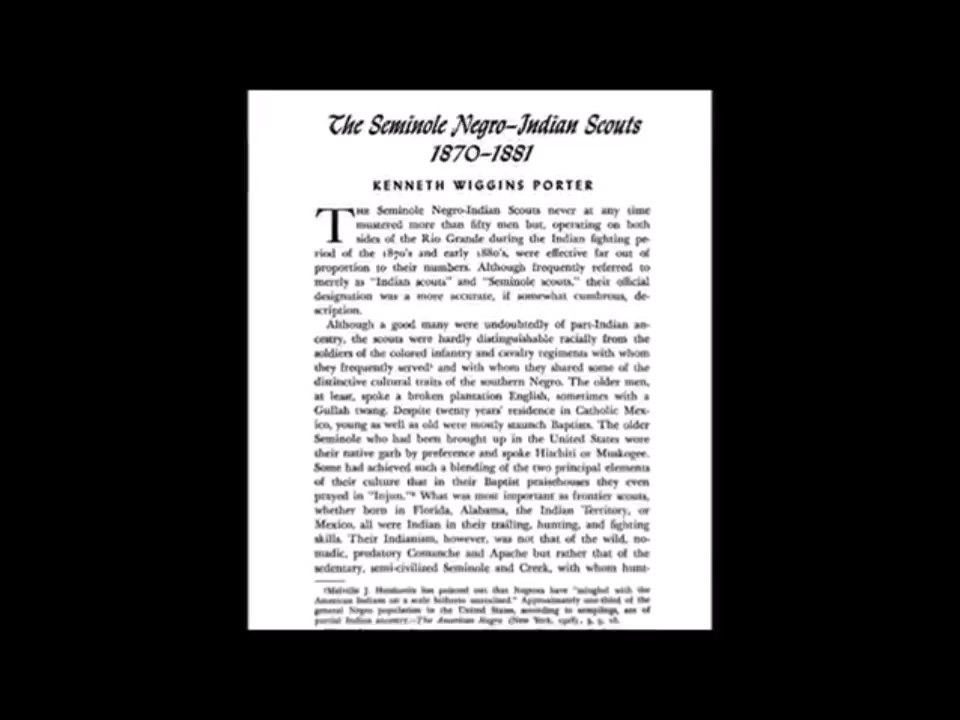 The Seminole Negro-Indian Scouts
1870-1881
KENNETH WIGGINS PORTER
THE Seminole Negro-Indian Scouts never at any time
mustered more than fifty men but, operating on both
sides of the Rio Grande during the Indian fighting pe-
riod of the 1870's and early 1880's, were effective far out of
proportion to their numbers. Although frequently referred to
merely as "Indian scouts" and "Seminole scouts," their official
designation was a more accurate, if somewhat cumbrous, de-
scription.
Although a good many were undoubtedly of part-Indian an-
cestry, the scouts were hardly distinguishable racially from the
soldiers of the colored infantry and cavalry regiments with whom
they frequently served¹ and with whom they shared some of the
distinctive cultural traits of the southern Negro. The older men,
at least, spoke a broken plantation English, sometimes with a
Gullah twang. Despite twenty years' residence in Catholic Mex-
ico, young as well as old were mostly staunch Baptists. The older
Seminole who had been brought up in the United States wore
their native garb by preference and spoke Hitchiti or Muskogee.
Some had achieved such a blending of the two principal elements
of their culture that in their Baptist praisehouses they even
prayed in "Injun."² What was most important as frontier scouts,
whether born in Florida, Alabama, the Indian Territory, or
Mexico, all were Indian in their trailing, hunting, and fighting
skills. Their Indianism, however, was not that of the wild, no-
madic, predatory Comanche and Apache but rather that of the
sedentary, semi-civilized Seminole and Creek, with whom hunt-
¹Melville J. Herskovits has pointed out that Negroes have "mingled with the
American Indians on a scale hitherto unrealized." Approximately one-third of the
general Negro population in the United States, according to samplings, are of
partial Indian ancestry.—The American Negro (New York, 1928), 3, 9, 16.